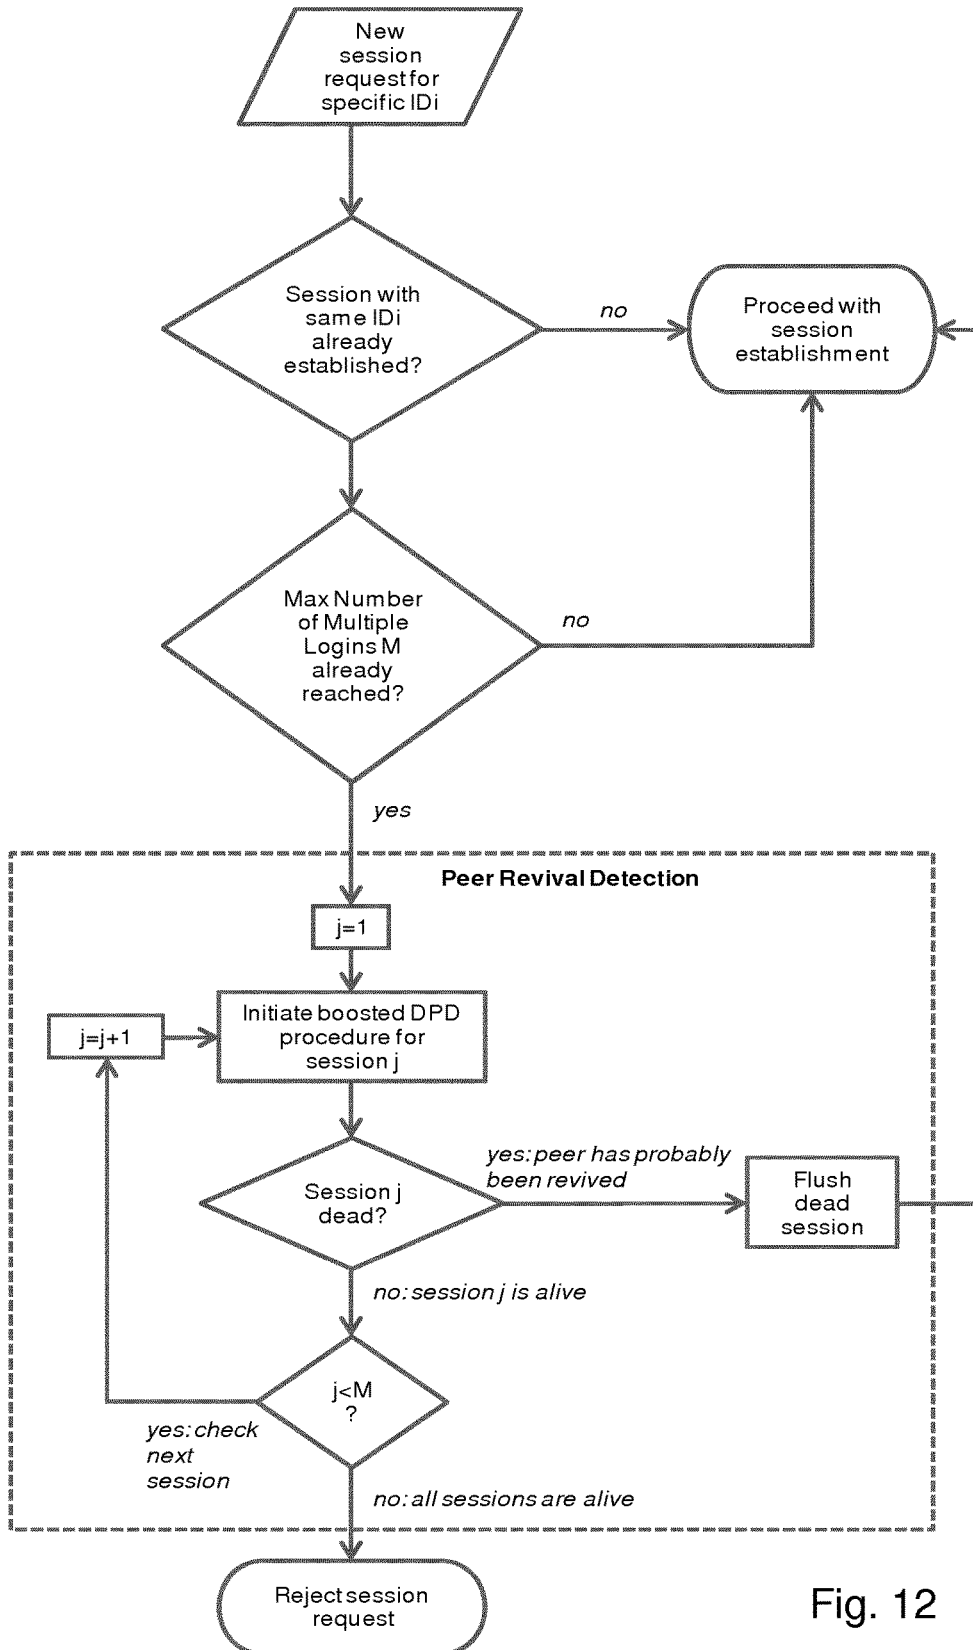 New
session
request for
specific IDi
Session with
same IDi
already
established?
no
Proceed with
session
establishment
Max Number
of Multiple
Logins M
already
reached?
no
yes
Peer Revival Detection
j=1
Initiate boosted DPD
procedure for
session j
j=j+1
Session j
dead?
yes: peer has probably
been revived
Flush
dead
session
no: session j is alive
j<M
?
yes: check
next
session
no: all sessions are alive
Reject session
request
Fig. 12